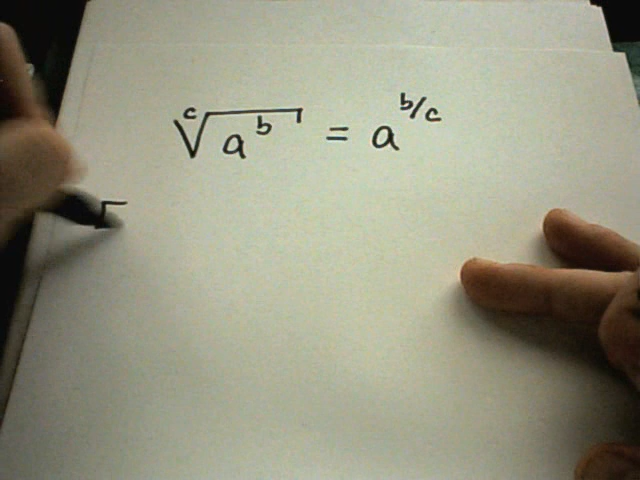 ᶜ√(aᵇ) = a^(b/c)